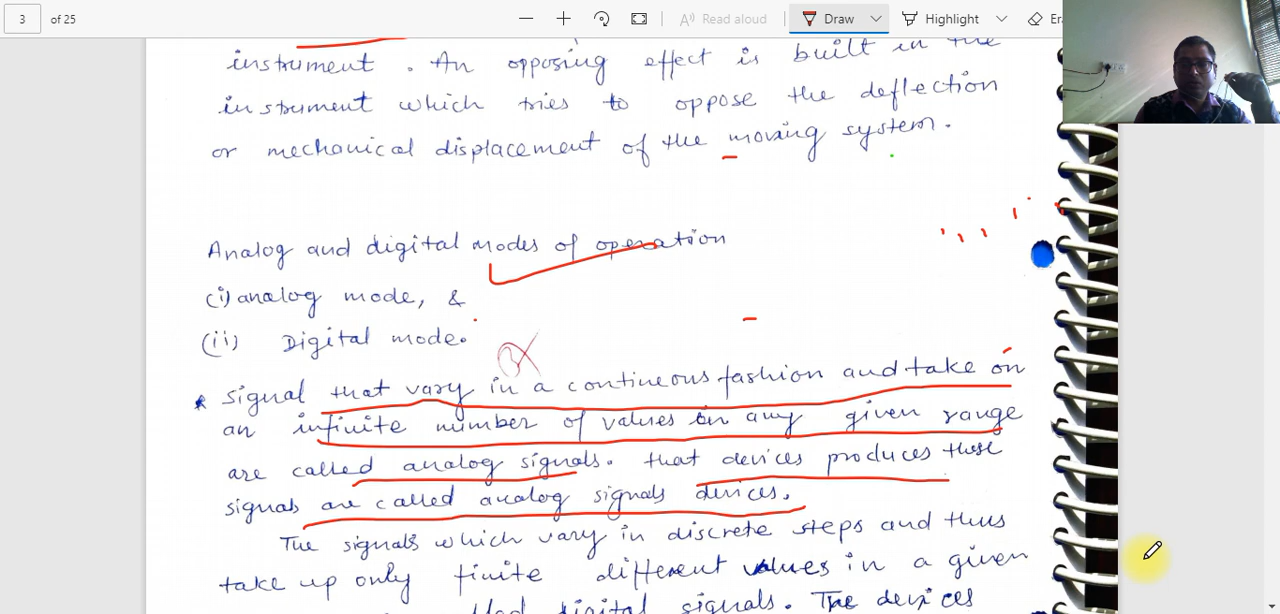 3 of 25
Read aloud
Draw
Highlight
instrument. An opposing effect is built in the
instrument which tries to oppose the deflection
or mechanical displacement of the moving system.
Analog and digital modes of operation
(i) analog mode, &
(ii) Digital mode.
* Signal that vary in a contineous fashion and take on
an infinite number of values in any given range
are called analog signals. that devices produces these
signals are called analog signals devices.
The signals which vary in discrete steps and thus
take up only finite different values in a given
digital signals. The devices